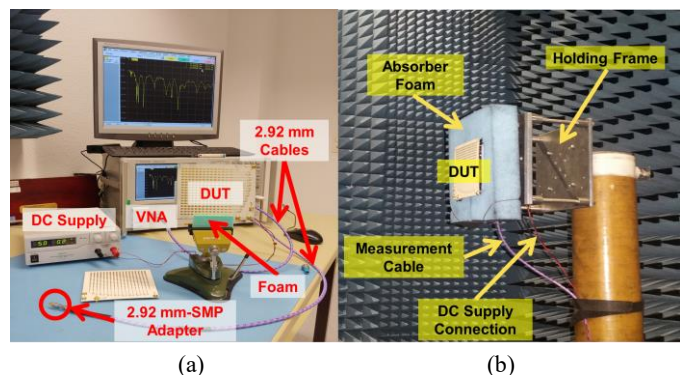 2.92 mm
Cables
DC Supply
VNA
DUT
Foam
2.92 mm-SMP
Adapter
(a)
Absorber
Foam
Holding Frame
DUT
Measurement
Cable
DC Supply
Connection
(b)